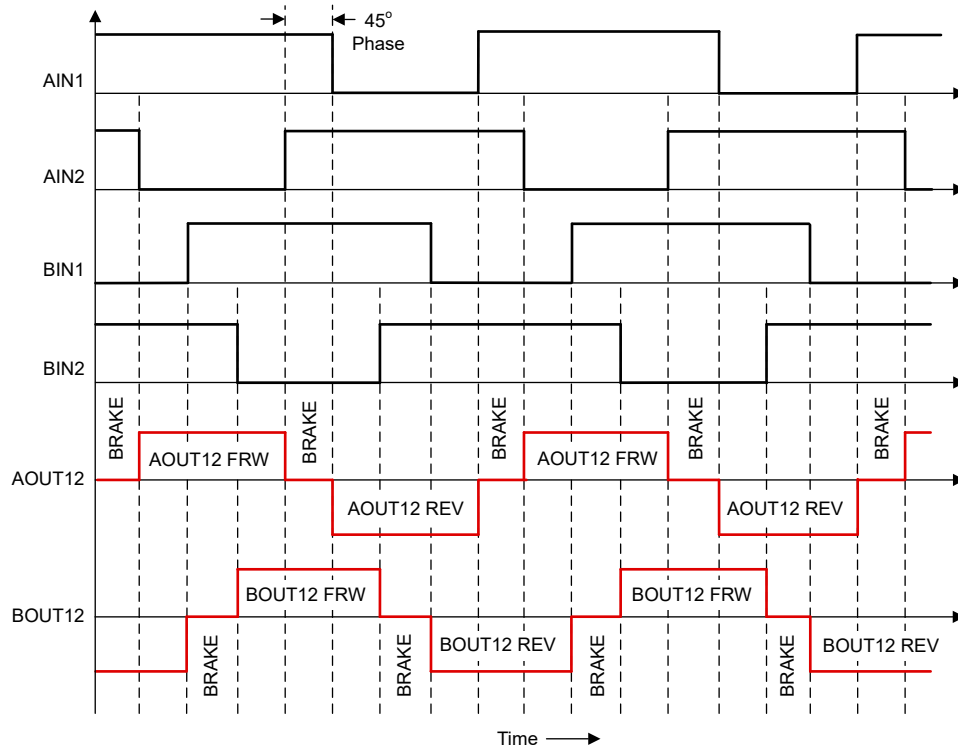 45°
Phase
AIN1
AIN2
BIN1
BIN2
BRAKE
BRAKE
BRAKE
BRAKE
BRAKE
AOUT12 FRW
AOUT12 FRW
AOUT12
AOUT12 REV
AOUT12 REV
BOUT12 FRW
BOUT12 FRW
BOUT12
BRAKE
BRAKE
BOUT12 REV
BRAKE
BRAKE
BOUT12 REV
Time